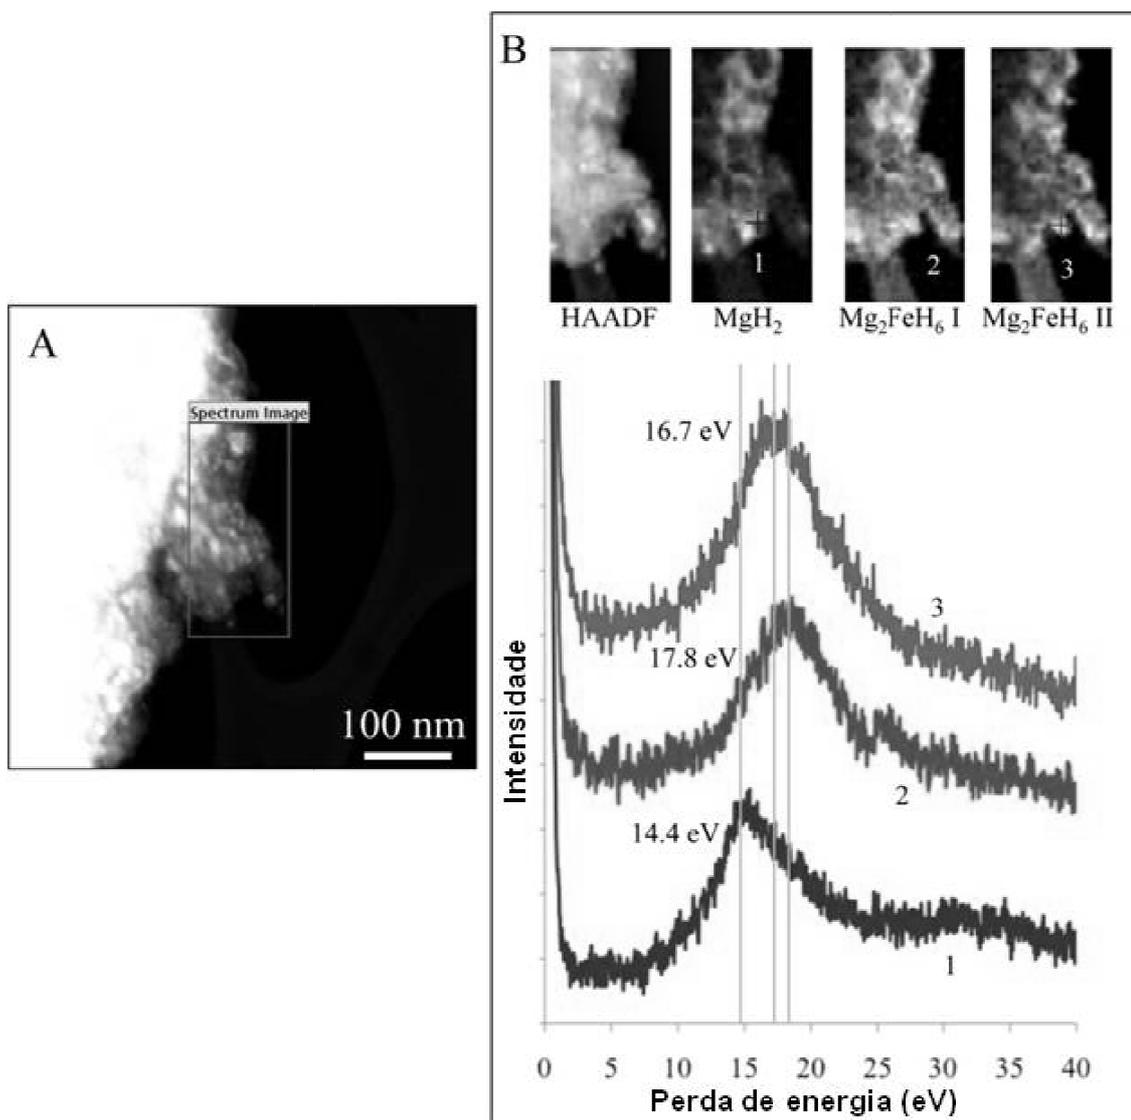 A
Spectrum Image
100 nm
B
1
2
3
HAADF
MgH₂
Mg₂FeH₆ I
Mg₂FeH₆ II
16.7 eV
3
17.8 eV
2
14.4 eV
1
Intensidade
0 5 10 15 20 25 30 35 40
Perda de energia (eV)